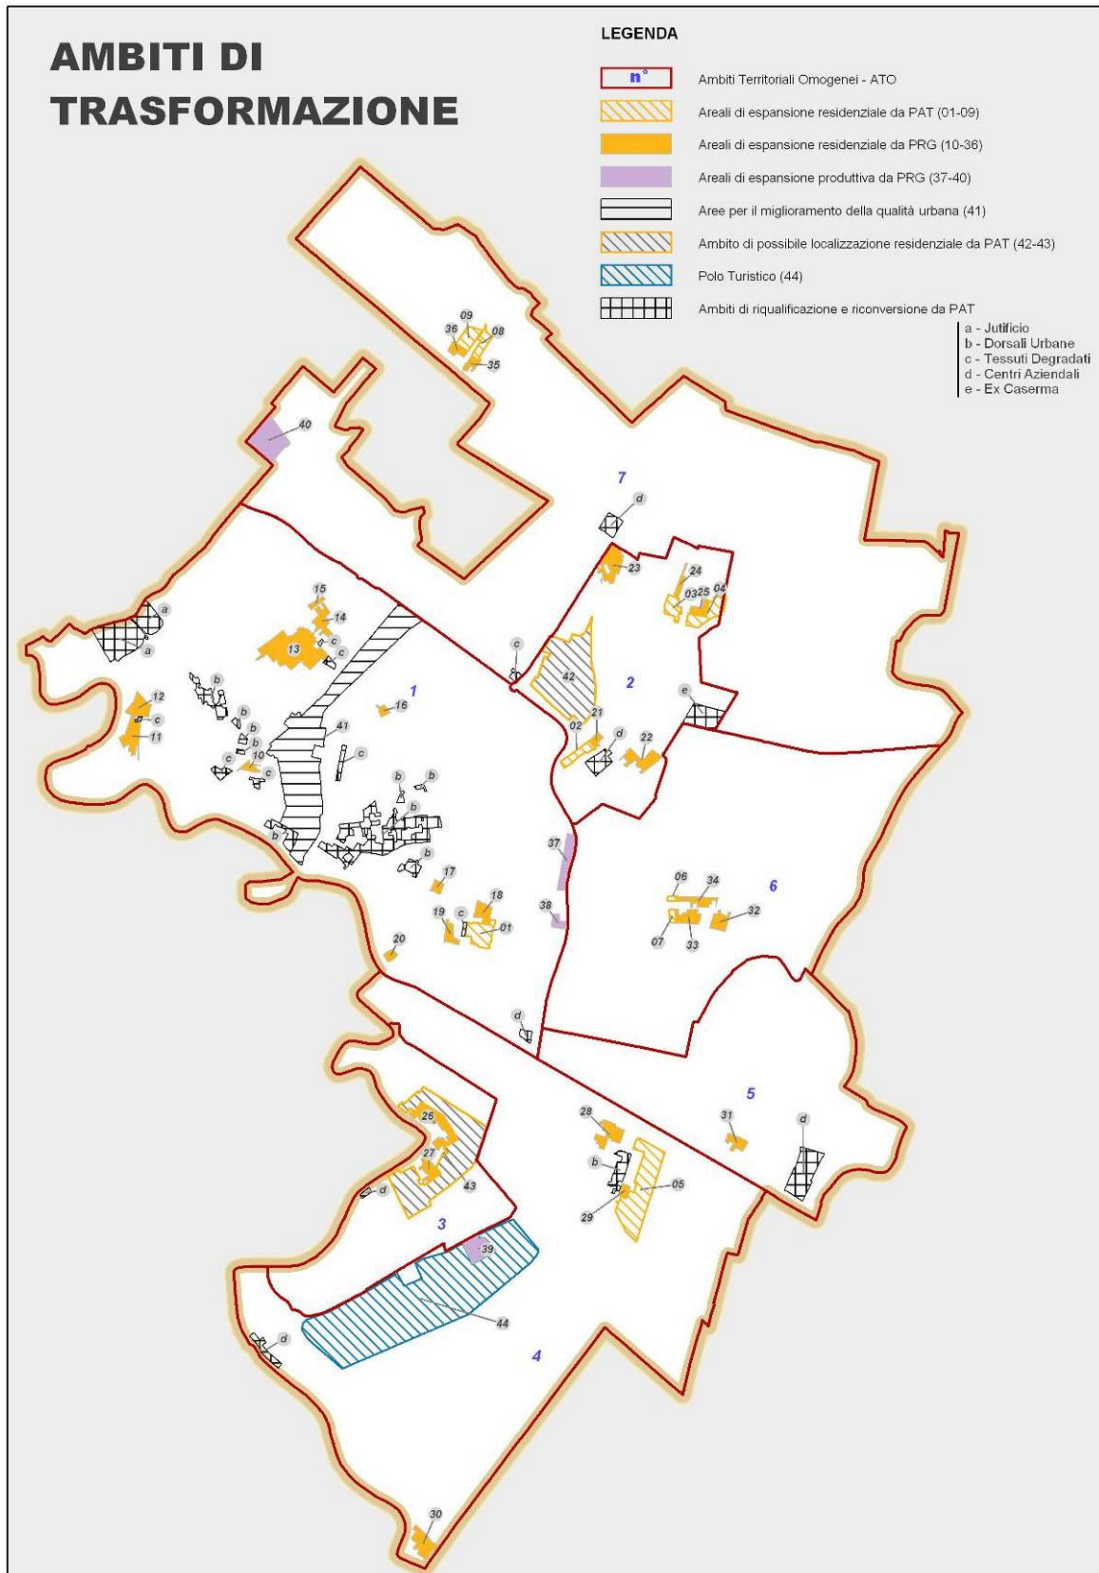 AMBITI DI
TRASFORMAZIONE
LEGENDA
n° Ambiti Territoriali Omogenei - ATO
Areali di espansione residenziale da PAT (01-09)
Areali di espansione residenziale da PRG (10-36)
Areali di espansione produttiva da PRG (37-40)
Aree per il miglioramento della qualità urbana (41)
Ambito di possibile localizzazione residenziale da PAT (42-43)
Polo Turistico (44)
Ambiti di riqualificazione e riconversione da PAT
a - Jutificio
b - Dorsali Urbane
c - Tessuti Degradati
d - Centri Aziendali
e - Ex Caserma
09
36
08
35
40
7
d
23
24
03
25
04
15
14
a
c
13
c
a
c
42
2
b
12
1
e
c
16
21
b
41
02
d
11
b
22
b
10
c
c
c
b
b
b
b
37
b
17
06
34
6
18
38
32
19
c
01
07
33
20
d
5
26
28
31
d
27
b
43
05
d
29
3
39
44
d
4
30